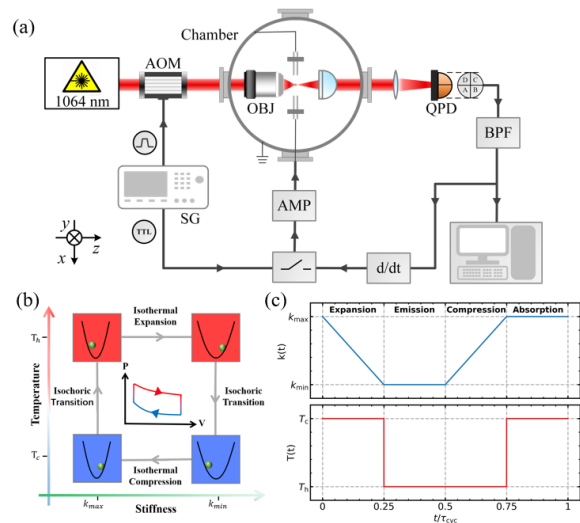 (a)
Chamber
AOM
1064 nm
OBJ
QPD
D C
A B
BPF
SG
AMP
TTL
d/dt
y
z
x
(b)
Isothermal
Expansion
Temperature
T_h
Isochoric
Transition
P
V
Isochoric
Transition
T_c
Isothermal
Compression
k_max
k_min
Stiffness
(c)
Expansion Emission Compression Absorption
k_max
k(t)
k_min
T_c
T(t)
T_h
0 0.25 0.50 0.75 1
t/τ_cyc